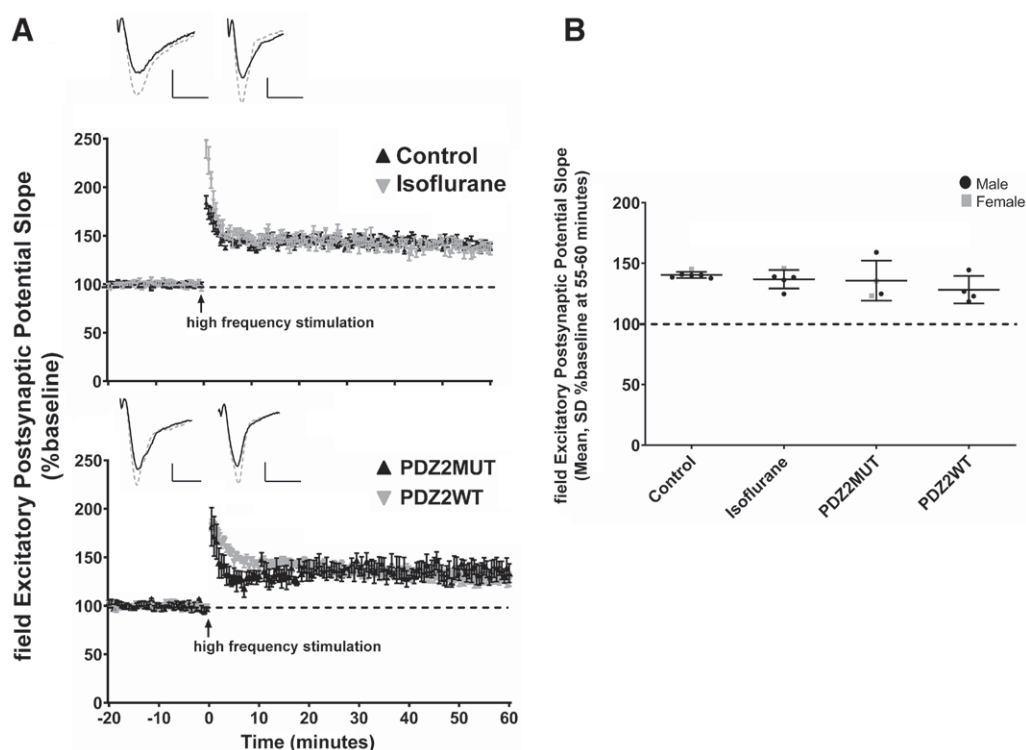 A
field Excitatory Postsynaptic Potential Slope
(%baseline)
250
200
150
100
50
0
Control
Isoflurane
high frequency stimulation
250
200
150
100
50
0
PDZ2MUT
PDZ2WT
high frequency stimulation
-20 -10 0 10 20 30 40 50 60
Time (minutes)
B
field Excitatory Postsynaptic Potential Slope
(Mean, SD %baseline at 55-60 minutes)
200
150
100
50
0
Male
Female
Control
Isoflurane
PDZ2MUT
PDZ2WT